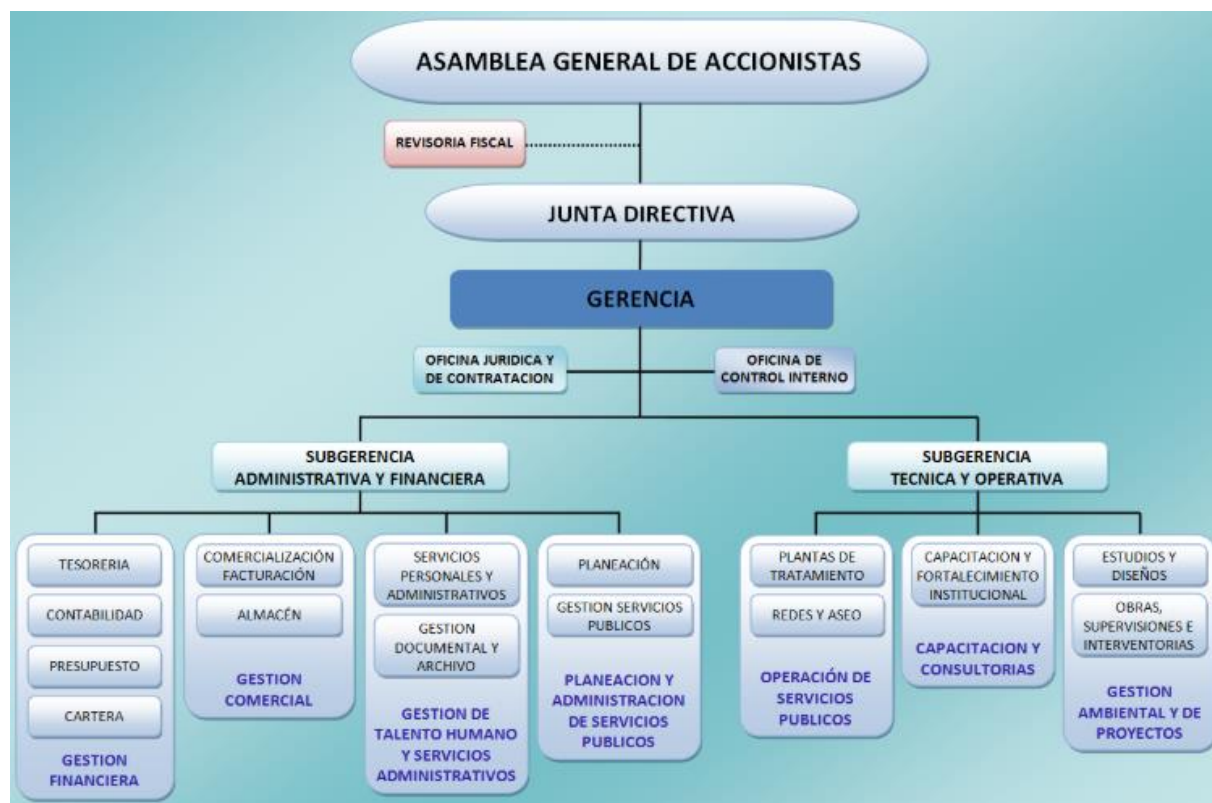 ASAMBLEA GENERAL DE ACCIONISTAS
REVISORIA FISCAL
JUNTA DIRECTIVA
GERENCIA
OFICINA JURIDICA Y
DE CONTRATACION
OFICINA DE
CONTROL INTERNO
SUBGERENCIA
ADMINISTRATIVA Y FINANCIERA
SUBGERENCIA
TECNICA Y OPERATIVA
TESORERIA
CONTABILIDAD
PRESUPUESTO
CARTERA
GESTION
FINANCIERA
COMERCIALIZACIÓN
FACTURACIÓN
ALMACÉN
GESTION
COMERCIAL
SERVICIOS
PERSONALES Y
ADMINISTRATIVOS
GESTION
DOCUMENTAL Y
ARCHIVO
GESTION DE
TALENTO HUMANO
Y SERVICIOS
ADMINISTRATIVOS
PLANEACIÓN
GESTION SERVICIOS
PUBLICOS
PLANEACION Y
ADMINISTRACION
DE SERVICIOS
PUBLICOS
PLANTAS DE
TRATAMIENTO
REDES Y ASEO
OPERACIÓN DE
SERVICIOS
PUBLICOS
CAPACITACION Y
FORTALECIMIENTO
INSTITUCIONAL
CAPACITACION Y
CONSULTORIAS
ESTUDIOS Y
DISEÑOS
OBRAS,
SUPERVISIONES E
INTERVENTORIAS
GESTION
AMBIENTAL Y DE
PROYECTOS